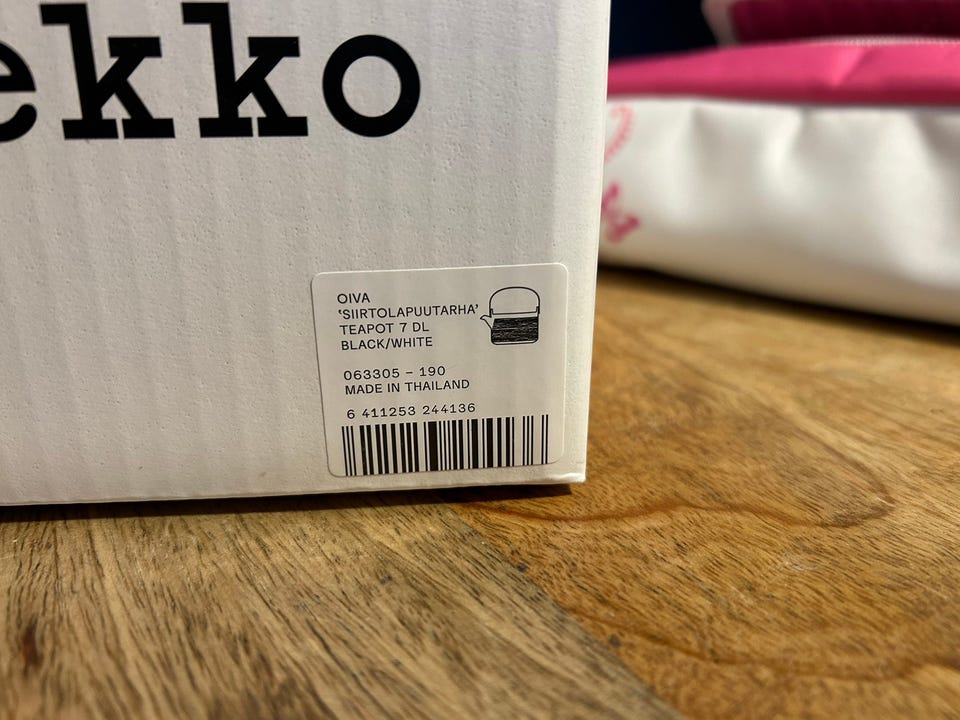 ekko
OIVA
‘SIIRTOLAPUUTARHA’
TEAPOT 7 DL
BLACK/WHITE
063305 – 190
MADE IN THAILAND
6 411253 244136